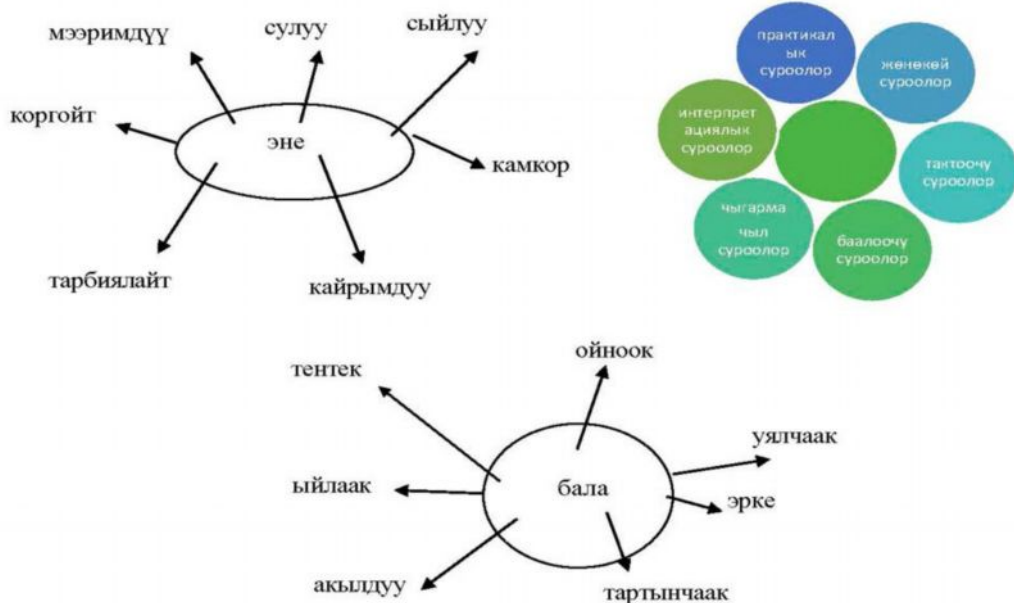 мээримдүү
сулуу
сыйлуу
коргойт
эне
камкор
тарбиялайт
кайрымдуу
практикал
ык
суроолор
жөнөкөй
суроолор
интерпрет
ациялык
суроолор
тактоочу
суроолор
чыгарма
чыл
суроолор
баалоочу
суроолор
тентек
ойноок
уялчаак
ыйлаак
бала
эрке
акылдуу
тартынчаак